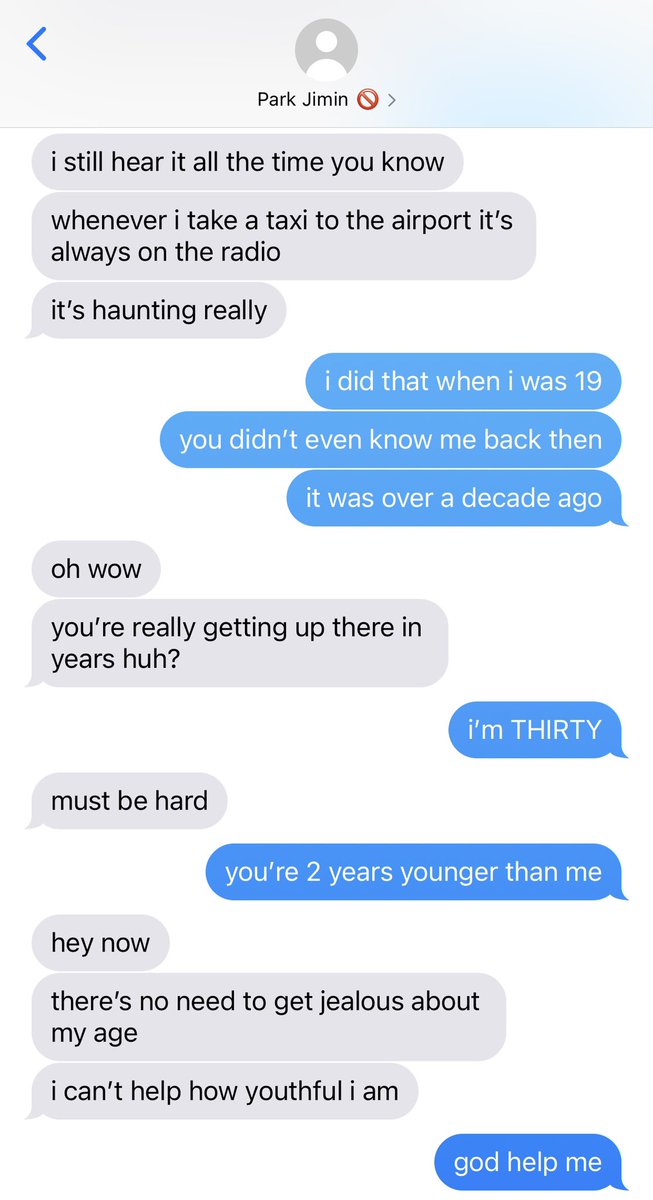 Park Jimin 🚫
i still hear it all the time you know
whenever i take a taxi to the airport it's
always on the radio
it's haunting really
i did that when i was 19
you didn't even know me back then
it was over a decade ago
oh wow
you're really getting up there in
years huh?
i'm THIRTY
must be hard
you're 2 years younger than me
hey now
there's no need to get jealous about
my age
i can't help how youthful i am
god help me